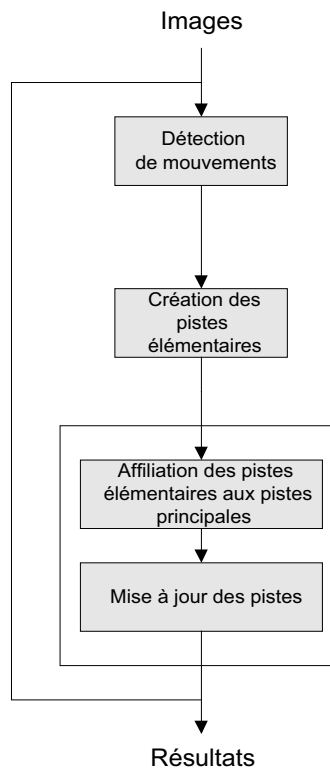 Images
Détection
de mouvements
Création des
pistes
élémentaires
Affiliation des pistes
élémentaires aux pistes
principales
Mise à jour des pistes
Résultats